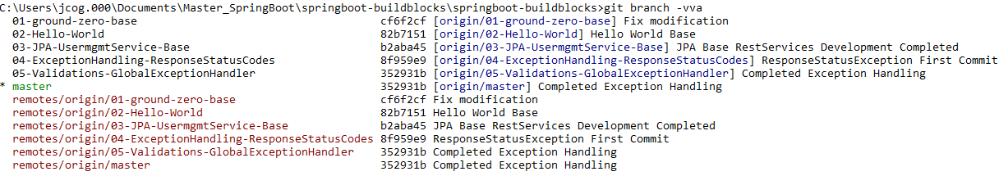 C:\Users\jcog.000\Documents\Master_SpringBoot\springboot-buildblocks\springboot-buildblocks>git branch -vva
  01-ground-zero-base                                cf6f2cf [origin/01-ground-zero-base] Fix modification
  02-Hello-World                                     82b7151 [origin/02-Hello-World] Hello World Base
  03-JPA-UsermgmtService-Base                        b2aba45 [origin/03-JPA-UsermgmtService-Base] JPA Base RestServices Development Completed
  04-ExceptionHandling-ResponseStatusCodes           8f959e9 [origin/04-ExceptionHandling-ResponseStatusCodes] ResponseStatusException First Commit
  05-Validations-GlobalExceptionHandler              352931b [origin/05-Validations-GlobalExceptionHandler] Completed Exception Handling
* master                                             352931b [origin/master] Completed Exception Handling
  remotes/origin/01-ground-zero-base                 cf6f2cf Fix modification
  remotes/origin/02-Hello-World                      82b7151 Hello World Base
  remotes/origin/03-JPA-UsermgmtService-Base         b2aba45 JPA Base RestServices Development Completed
  remotes/origin/04-ExceptionHandling-ResponseStatusCodes 8f959e9 ResponseStatusException First Commit
  remotes/origin/05-Validations-GlobalExceptionHandler 352931b Completed Exception Handling
  remotes/origin/master                              352931b Completed Exception Handling